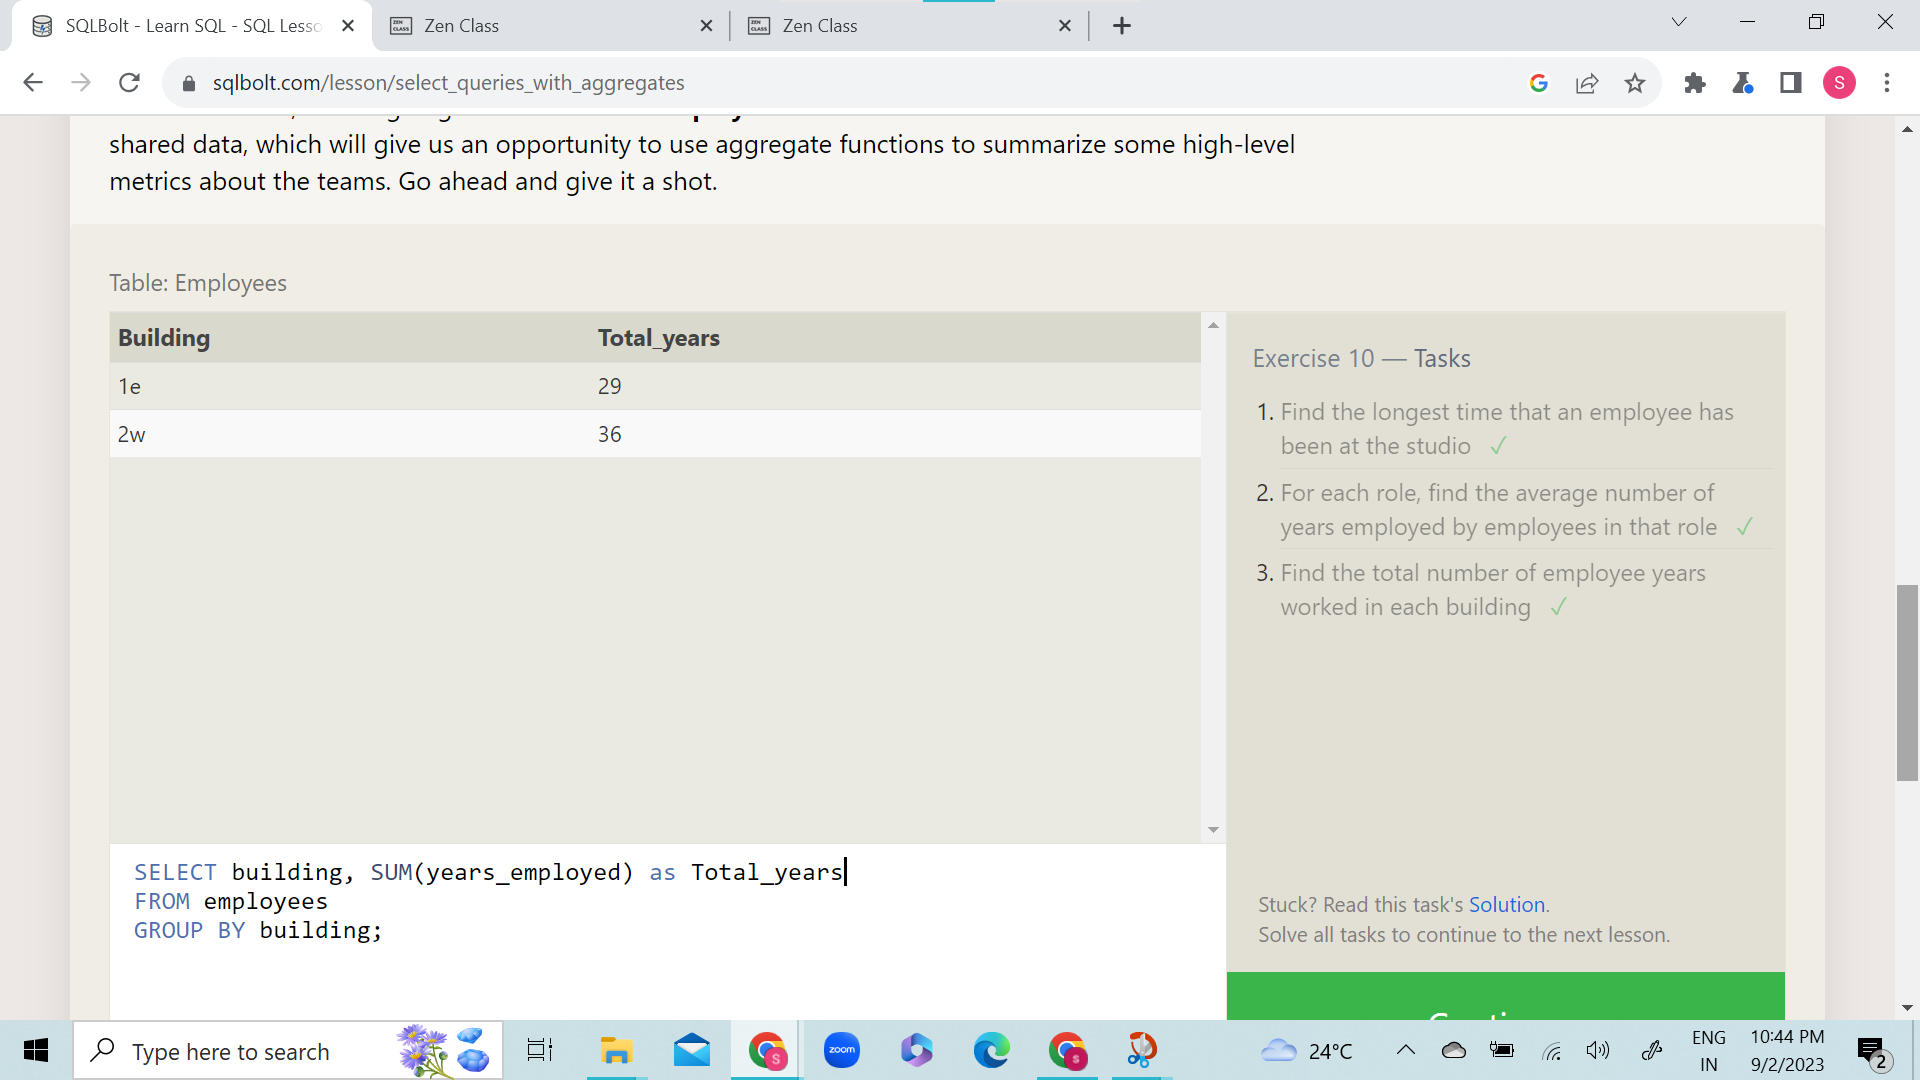 SQLBolt - Learn SQL - SQL Lesso
Zen Class
Zen Class
sqlbolt.com/lesson/select_queries_with_aggregates
S
shared data, which will give us an opportunity to use aggregate functions to summarize some high-level
metrics about the teams. Go ahead and give it a shot.
Table: Employees
Building Total_years
1e 29
2w 36
Exercise 10 — Tasks
1. Find the longest time that an employee has
been at the studio ✓
2. For each role, find the average number of
years employed by employees in that role ✓
3. Find the total number of employee years
worked in each building ✓
SELECT building, SUM(years_employed) as Total_years
FROM employees
GROUP BY building;
Stuck? Read this task's Solution.
Solve all tasks to continue to the next lesson.
Type here to search
zoom
24°C
ENG
IN
10:44 PM
9/2/2023
2